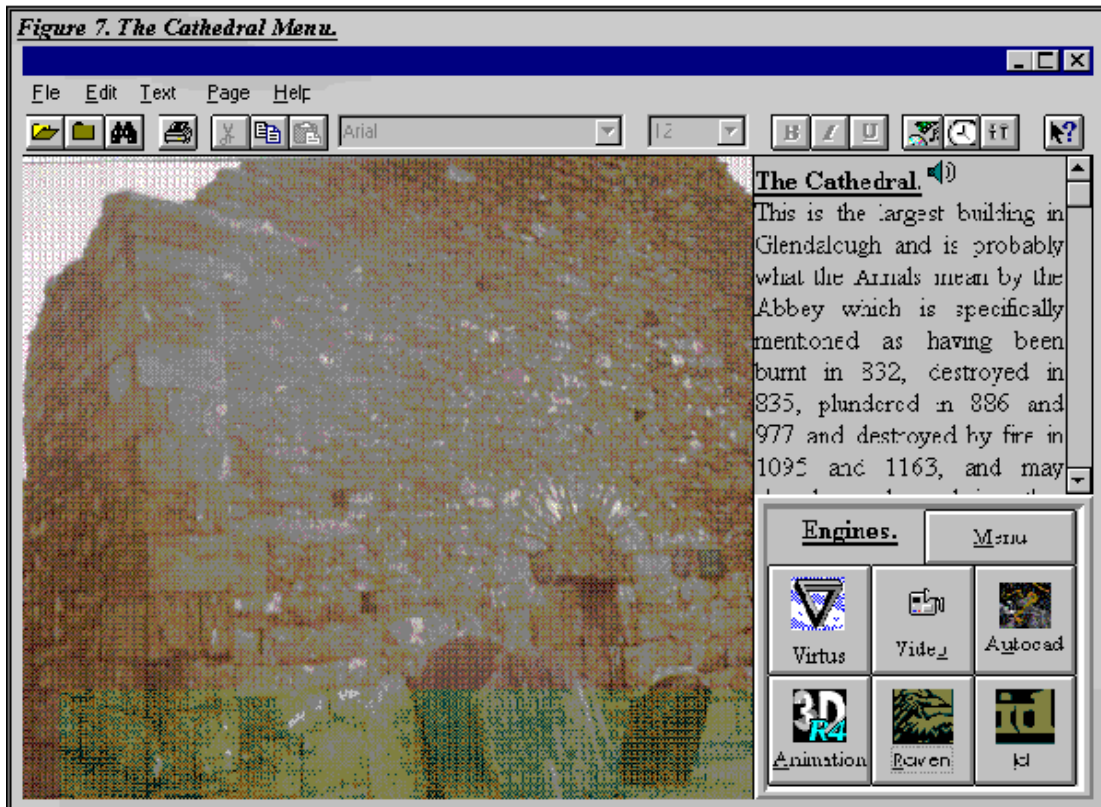 Figure 7. The Cathedral Menu.
File Edit Text Page Help
Arial 12 B I U
The Cathedral.
This is the largest building in
Glendalough and is probably
what the Annals mean by the
Abbey which is specifically
mentioned as having been
burnt in 832, destroyed in
835, plundered in 886 and
977 and destroyed by fire in
1095 and 1163, and may
Engines. Menu
Virtus Video Autocad
3D R4
Animation Raven id